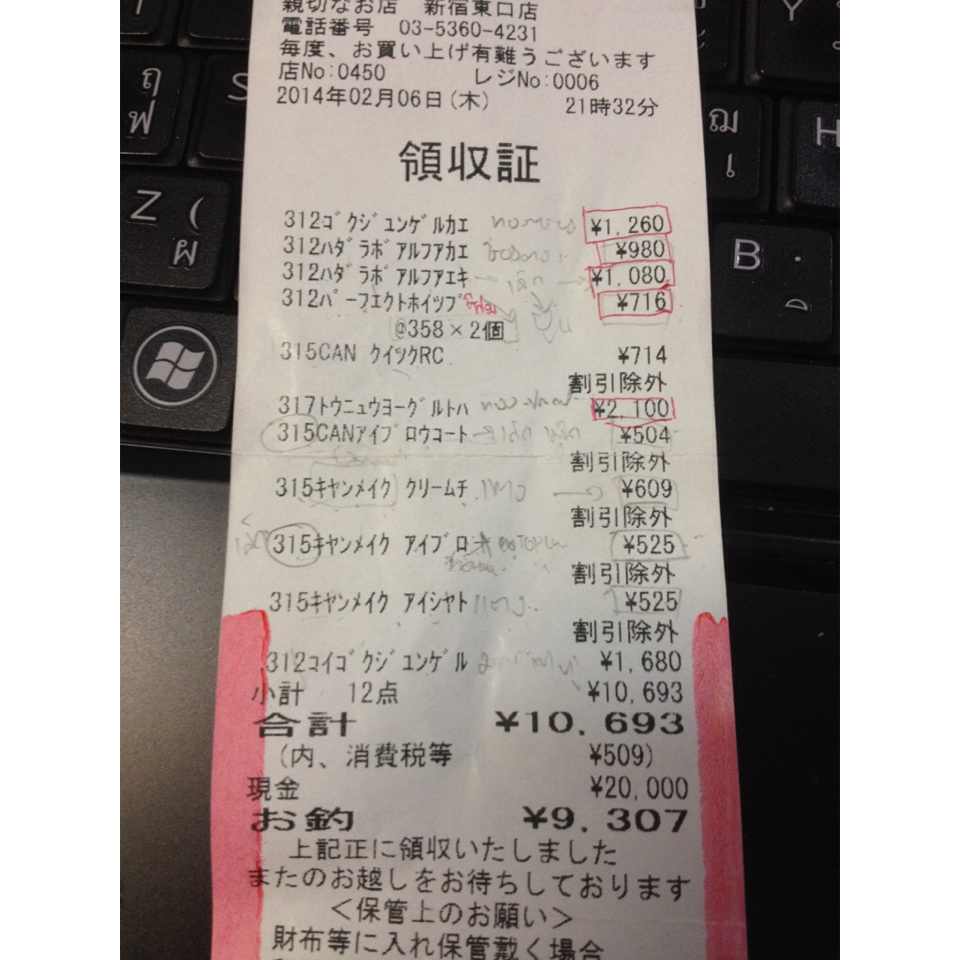 親切なお店 新宿東口店
電話番号 03-5360-4231
毎度、お買い上げ有難うございます
店No:0450 レジNo:0006
2014年02月06日(木) 21時32分
領収証
312ゴクジュンゲルカエ ¥1,260
312ハダラボアルファカエ ¥980
312ハダラボアルファエキ ¥1,080
312パーフェクトホイップ ¥716
@358×2個
315CAN クイックRC ¥714
割引除外
317トウニュウヨーグルトハ ¥2,100
315CANアイブロウコート ¥504
割引除外
315キャンメイク クリームチ ¥609
割引除外
315キャンメイク アイブロ ¥525
割引除外
315キャンメイク アイシャト ¥525
割引除外
312コイゴクジュンゲル ¥1,680
小計 12点 ¥10,693
合計 ¥10,693
(内、消費税等 ¥509)
現金 ¥20,000
お釣 ¥9,307
上記正に領収いたしました
またのお越しをお待ちしております
<保管上のお願い>
財布等に入れ保管戴く場合
Z
B
H
Y
S
ผ
ฟ
ฤ
ฌ